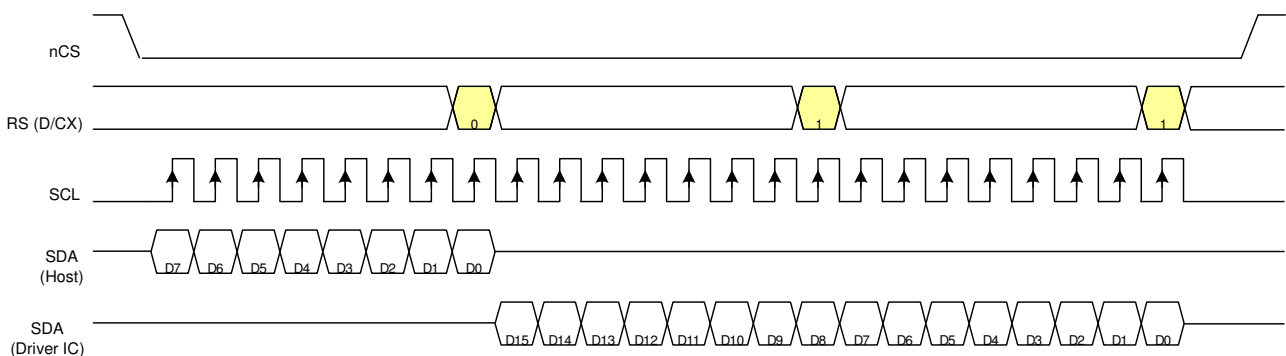 nCS
RS (D/CX)
0 1 1
SCL
SDA
(Host)
D7 D6 D5 D4 D3 D2 D1 D0
SDA
(Driver IC)
D15 D14 D13 D12 D11 D10 D9 D8 D7 D6 D5 D4 D3 D2 D1 D0